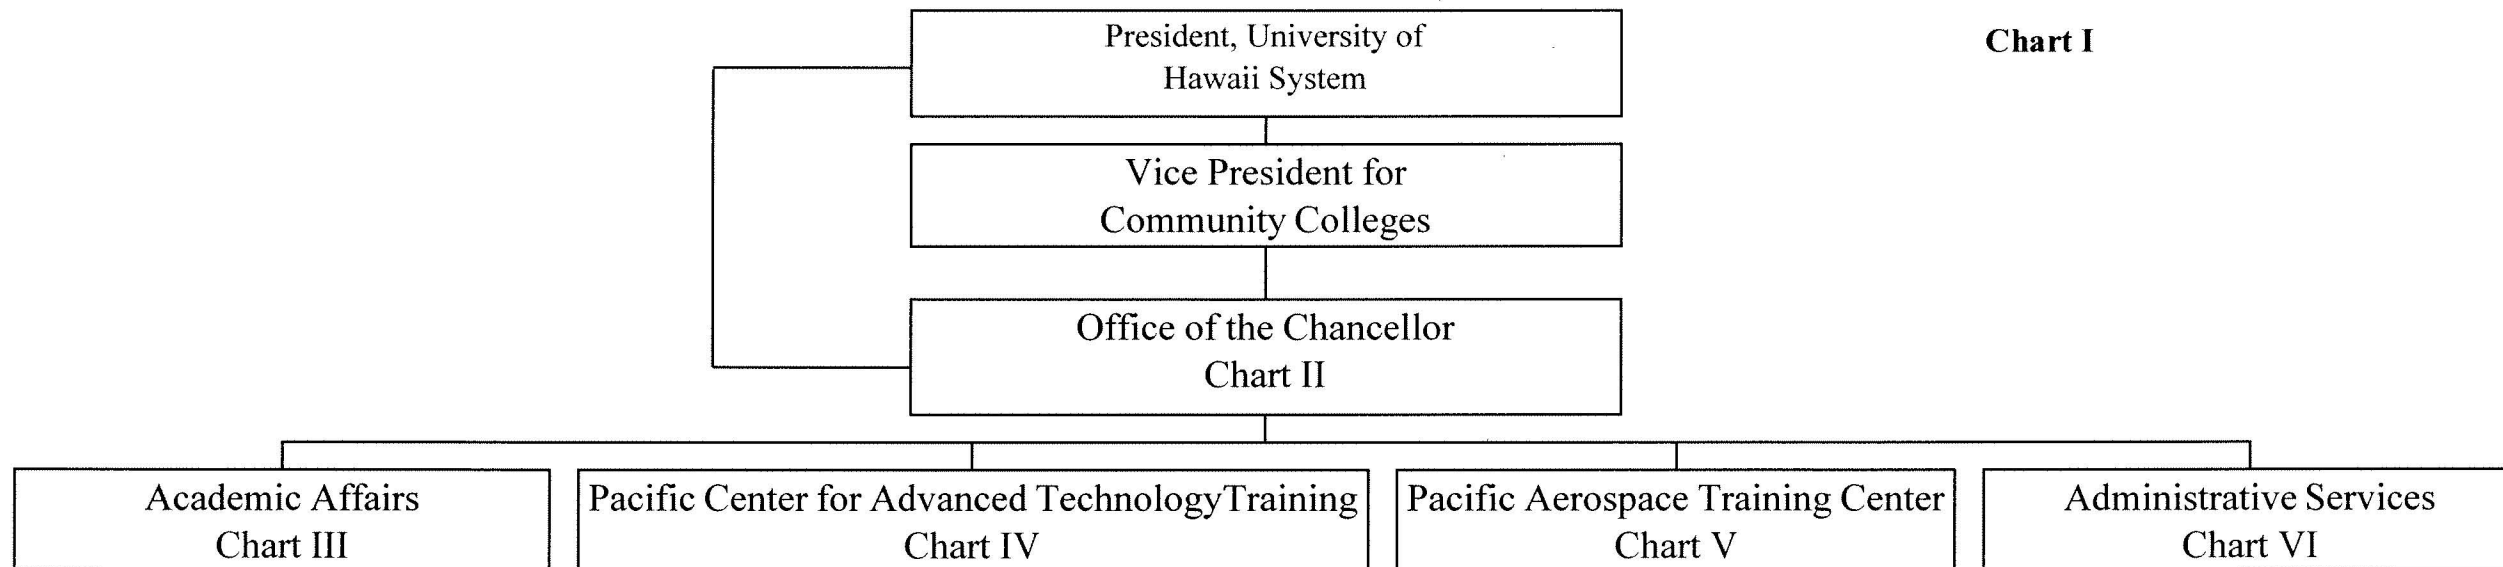 Chart I
President, University of
Hawaii System
Vice President for
Community Colleges
Office of the Chancellor
Chart II
Academic Affairs
Chart III
Pacific Center for Advanced TechnologyTraining
Chart IV
Pacific Aerospace Training Center
Chart V
Administrative Services
Chart VI